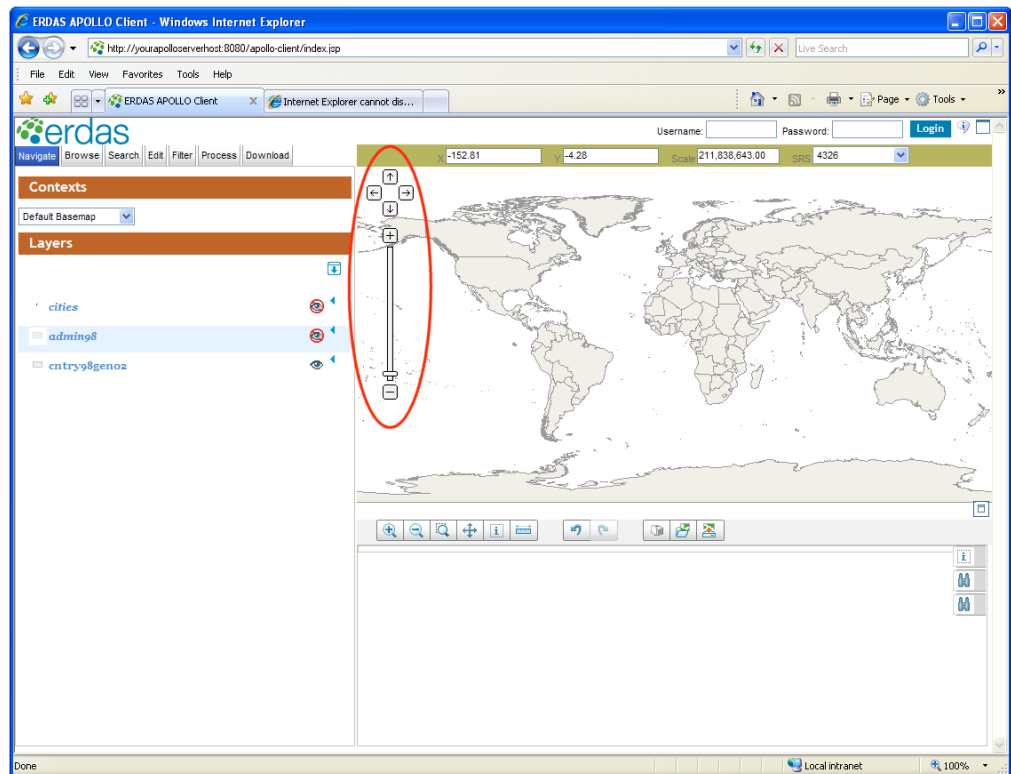 ERDAS APOLLO Client - Windows Internet Explorer
http://yourapolloserverhost:8080/apollo-client/index.jsp
Live Search
File Edit View Favorites Tools Help
ERDAS APOLLO Client
Internet Explorer cannot dis...
Page
Tools
»
erdas
Username:
Password:
Login
Navigate Browse Search Edit Filter Process Download
X -152.81 Y -4.28 Scale 211,838,643.00 SRS 4326
Contexts
Default Basemap
Layers
cities
admin98
cntry98gen02
Done
Local intranet
100%